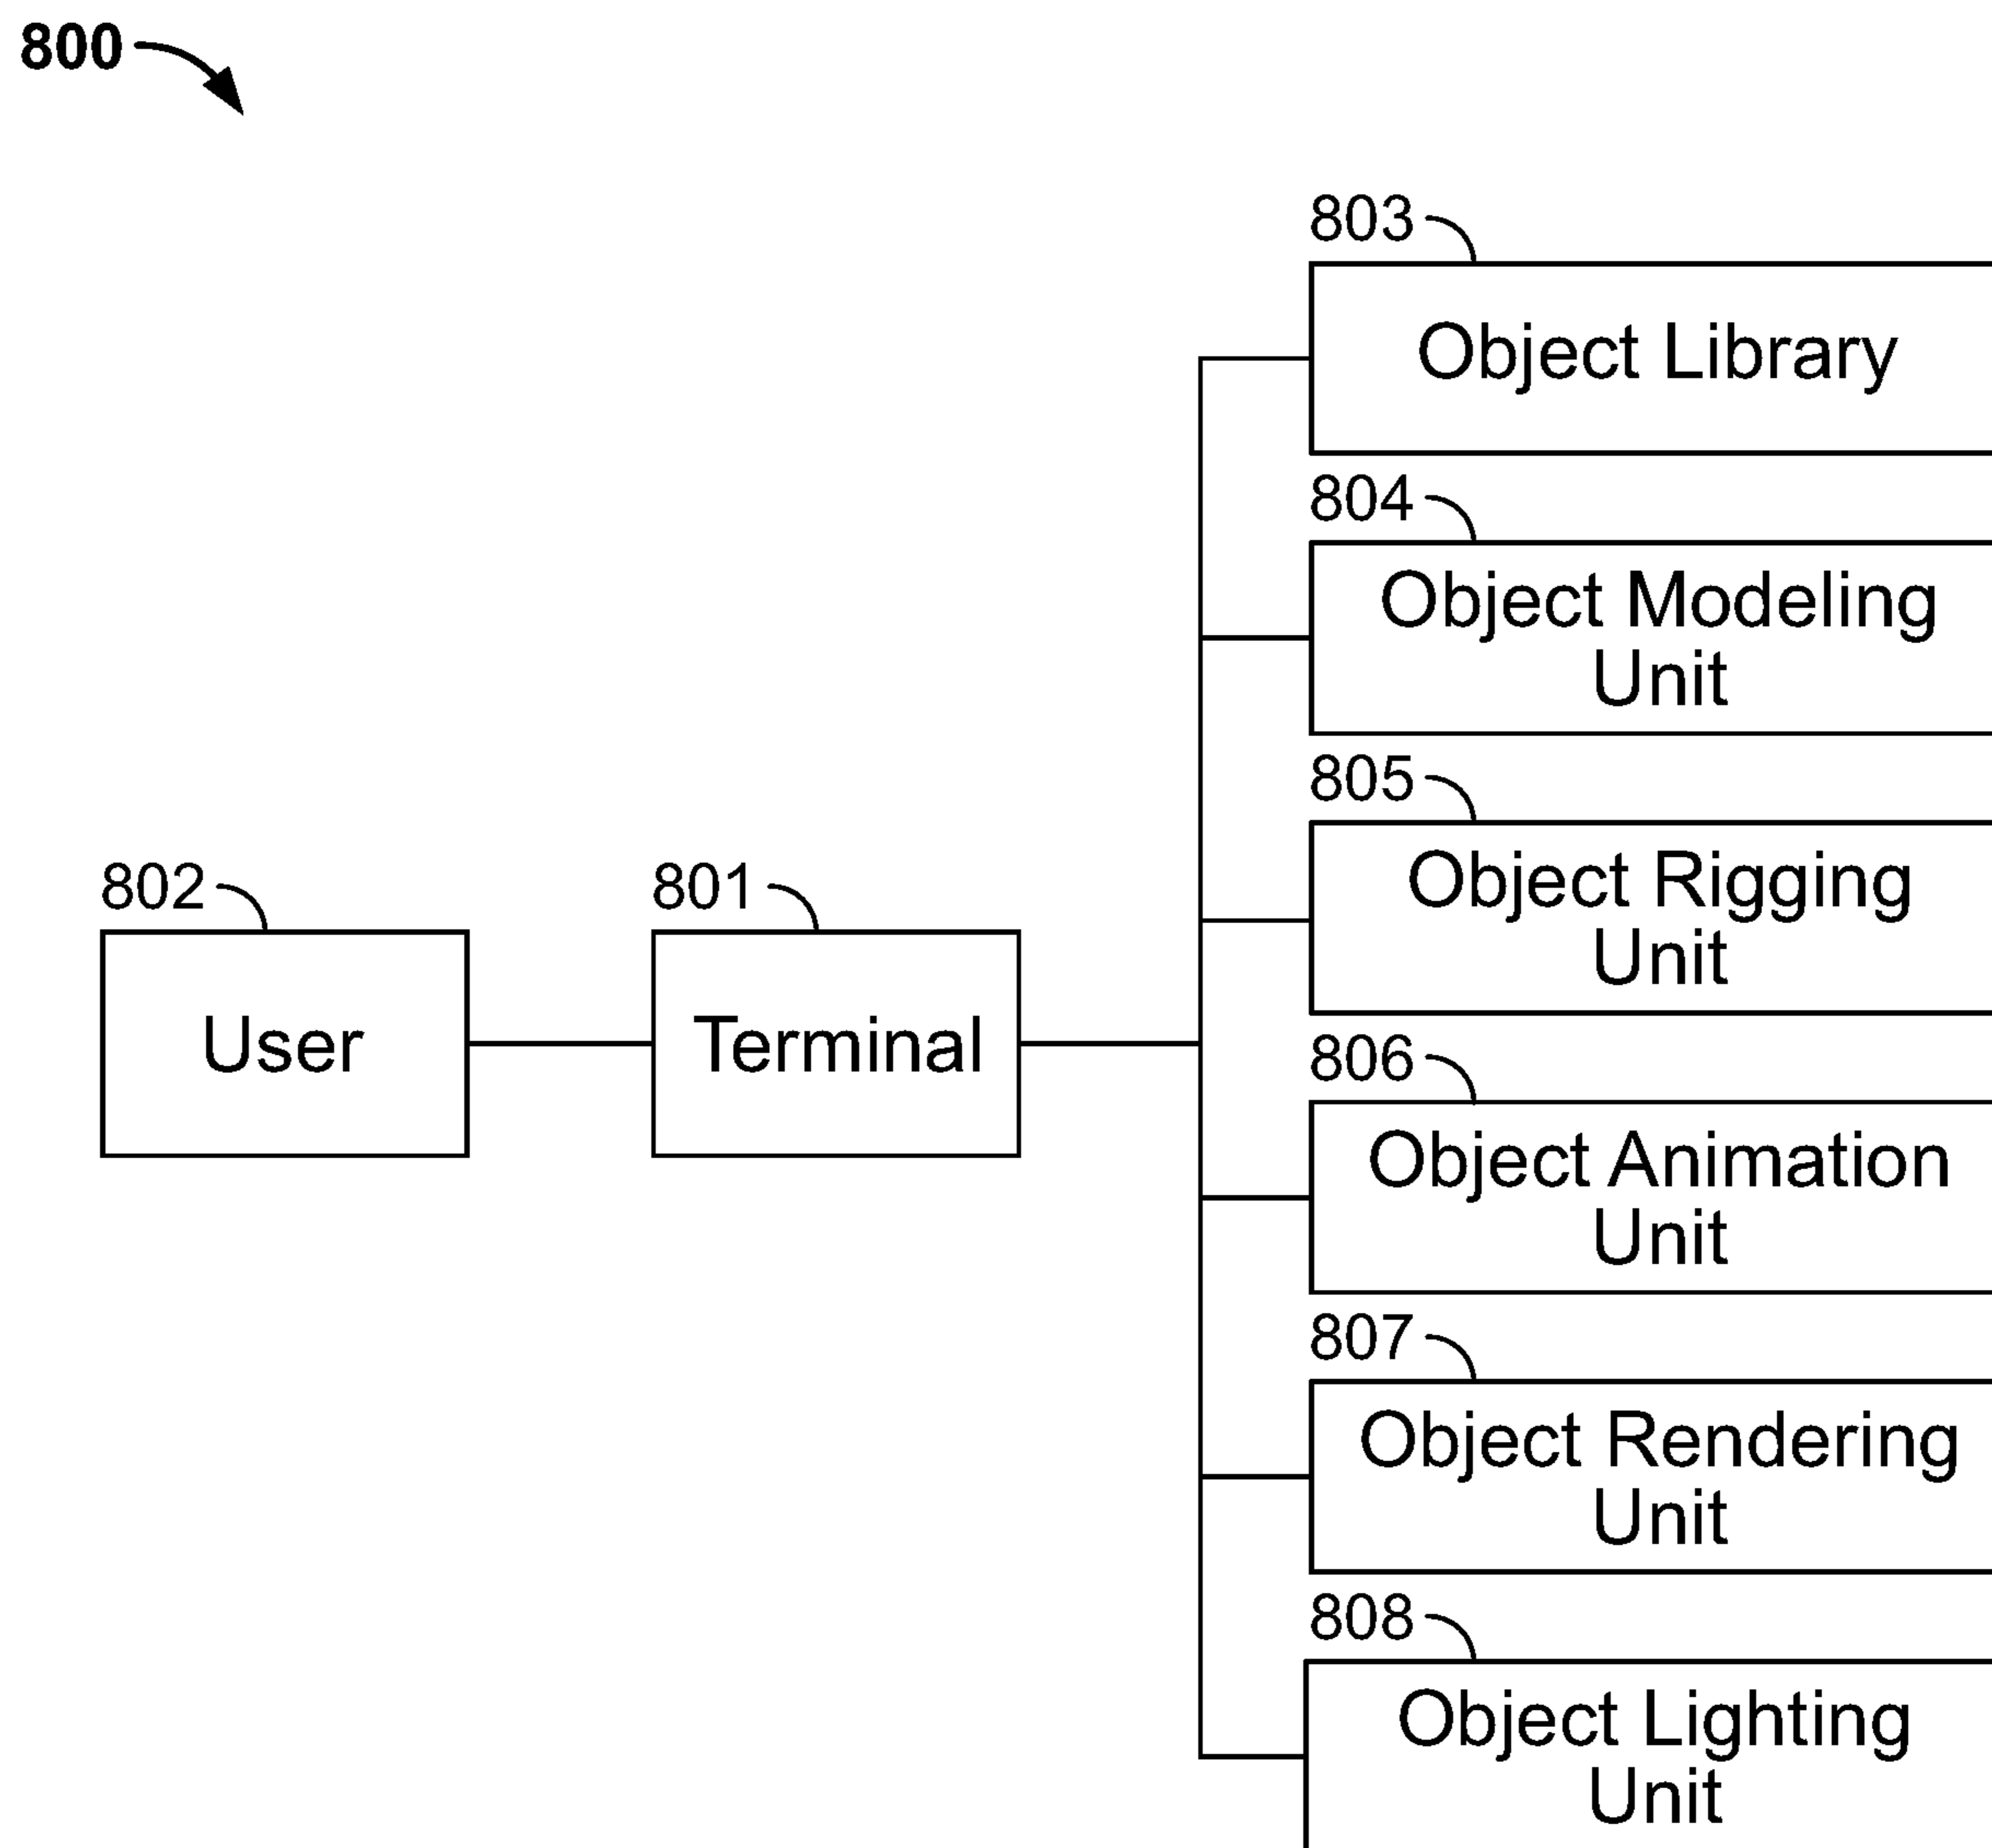 800
803
Object Library
804
Object Modeling
Unit
805
Object Rigging
Unit
802
User
801
Terminal
806
Object Animation
Unit
807
Object Rendering
Unit
808
Object Lighting
Unit